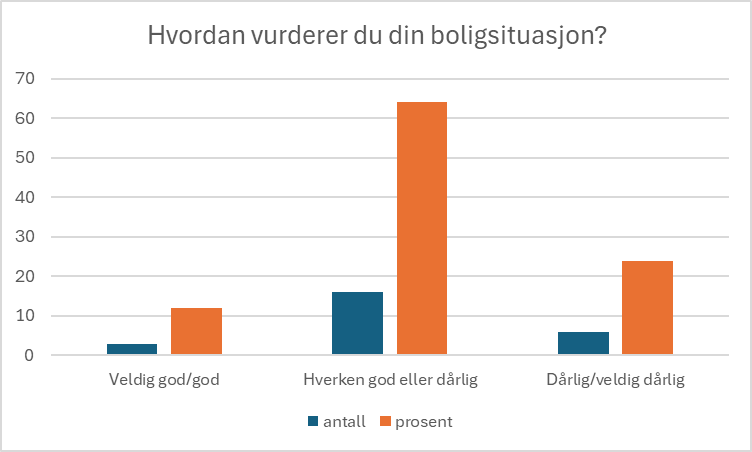 Hvordan vurderer du din boligsituasjon?
70
60
50
40
30
20
10
0
Veldig god/god
Hverken god eller dårlig
Dårlig/veldig dårlig
antall
prosent